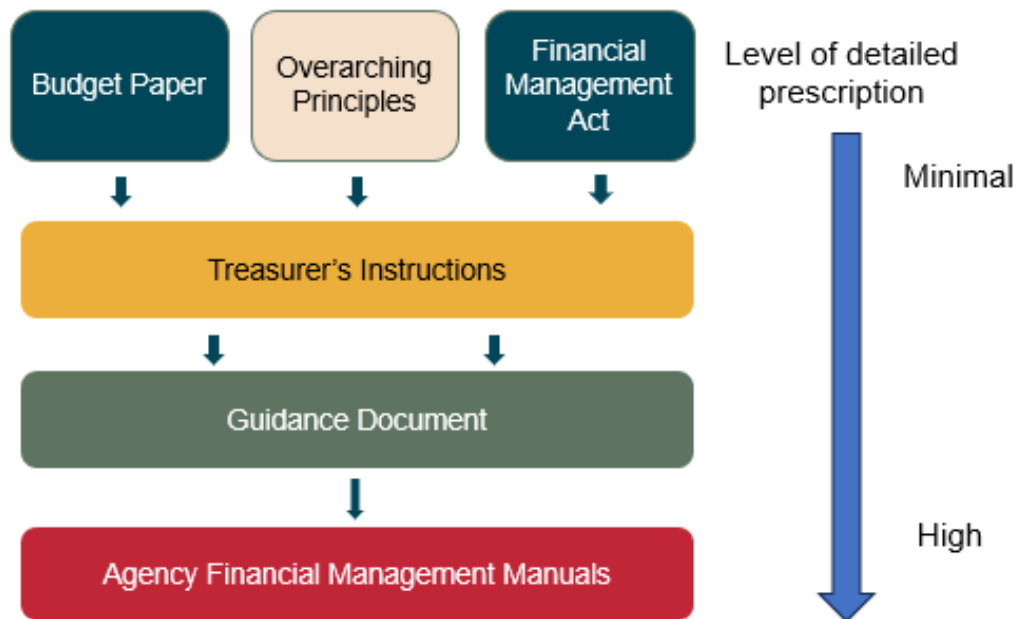 Budget Paper
Overarching
Principles
Financial
Management
Act
Level of detailed
prescription
Minimal
Treasurer’s Instructions
Guidance Document
High
Agency Financial Management Manuals